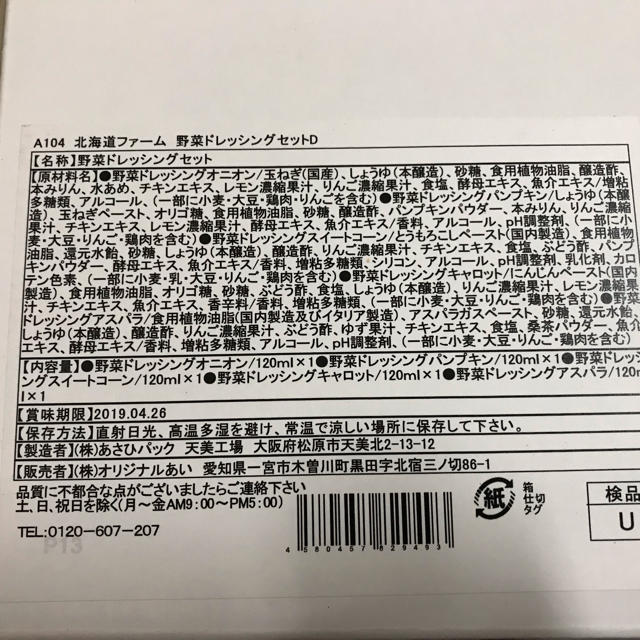 A104 北海道ファーム 野菜ドレッシングセットD
【名称】野菜ドレッシングセット
【原材料名】●野菜ドレッシングオニオン/玉ねぎ(国産)、しょうゆ(本醸造)、砂糖、食用植物油脂、醸造酢、
本みりん、水あめ、チキンエキス、レモン濃縮果汁、りんご濃縮果汁、食塩、酵母エキス、魚介エキス/増粘
多糖類、アルコール、(一部に小麦・大豆・鶏肉・りんごを含む)●野菜ドレッシングパンプキン/しょうゆ(本醸
造)、玉ねぎペースト、オリゴ糖、食用植物油脂、砂糖、醸造酢、パンプキンパウダー、本みりん、りんご濃縮
果汁、チキンエキス、レモン濃縮果汁、酵母エキス、魚介エキス/香料、アルコール、pH調整剤、(一部に小
麦・大豆・りんご・鶏肉を含む)●野菜ドレッシングスイートコーン/とうもろこしペースト(国内製造)、食用植物
油脂、還元水飴、砂糖、しょうゆ(本醸造)、醸造酢、りんご濃縮果汁、チキンエキス、食塩、ぶどう酢、パンプ
キンパウダー、酵母エキス、魚介エキス/香料、増粘多糖類、シリコン、アルコール、pH調整剤、乳化剤、カロ
テン色素、(一部に小麦・乳・大豆・りんご・鶏肉を含む)●野菜ドレッシングキャロット/にんじんペースト(国内
製造)、食用植物油脂、オリゴ糖、砂糖、ぶどう酢、食塩、しょうゆ(本醸造)、りんご濃縮果汁、レモン濃縮果
汁、チキンエキス、魚介エキス、香辛料/香料、増粘多糖類、(一部に小麦・大豆・りんご・鶏肉を含む)●野菜
ドレッシングアスパラ/食用植物油脂(国内製造及びイタリア製造)、アスパラガスペースト、砂糖、還元水飴、
しょうゆ(本醸造)、醸造酢、りんご濃縮果汁、ぶどう酢、ゆず果汁、チキンエキス、食塩、桑茶パウダー、魚介
エキス、酵母エキス/香料、増粘多糖類、アルコール、pH調整剤、(一部に小麦・大豆・りんご・鶏肉を含む)
【内容量】●野菜ドレッシングオニオン/120ml×1●野菜ドレッシングパンプキン/120ml×1●野菜ドレッシ
ングスイートコーン/120ml×1●野菜ドレッシングキャロット/120ml×1●野菜ドレッシングアスパラ/120m
l×1
【賞味期限】2019.04.26
【保存方法】直射日光、高温多湿を避け、常温で涼しい場所に保存して下さい。
【製造者】(株)あさひパック 天美工場 大阪府松原市天美北2-13-12
【販売者】(株)オリジナルあい 愛知県一宮市木曽川町黒田字北宿三ノ切86-1
品質に不都合な点がございましたらご連絡下さい
土、日、祝日を除く(月～金AM9:00～PM5:00)
TEL:0120-607-207
P13
4580457829493
紙
箱
仕切
タグ
検品
U